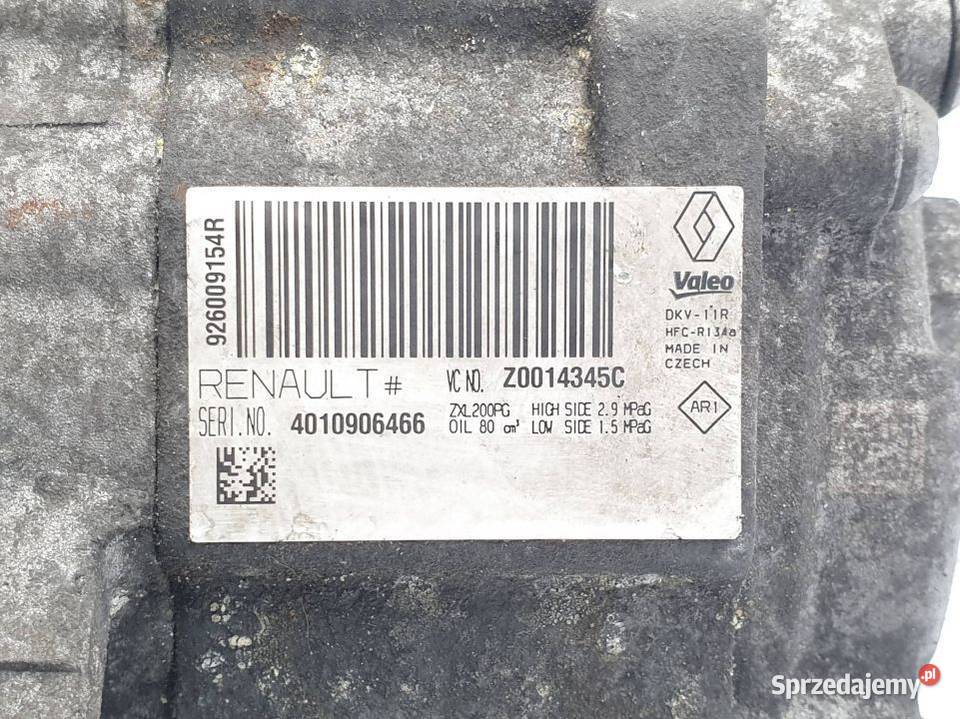 926009154R
Valeo
DKV-11R
HFC-R134a
MADE IN
CZECH
RENAULT # VC NO. Z0014345C
SERI.NO. 4010906466
ZXL200PG HIGH SIDE 2.9 MPaG
OIL 80 cm³ LOW SIDE 1.5 MPaG
AR1
Sprzedajemy.pl